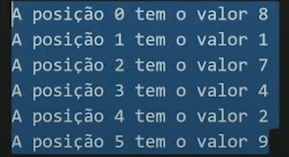 A posição 0 tem o valor 8
A posição 1 tem o valor 1
A posição 2 tem o valor 7
A posição 3 tem o valor 4
A posição 4 tem o valor 2
A posição 5 tem o valor 9